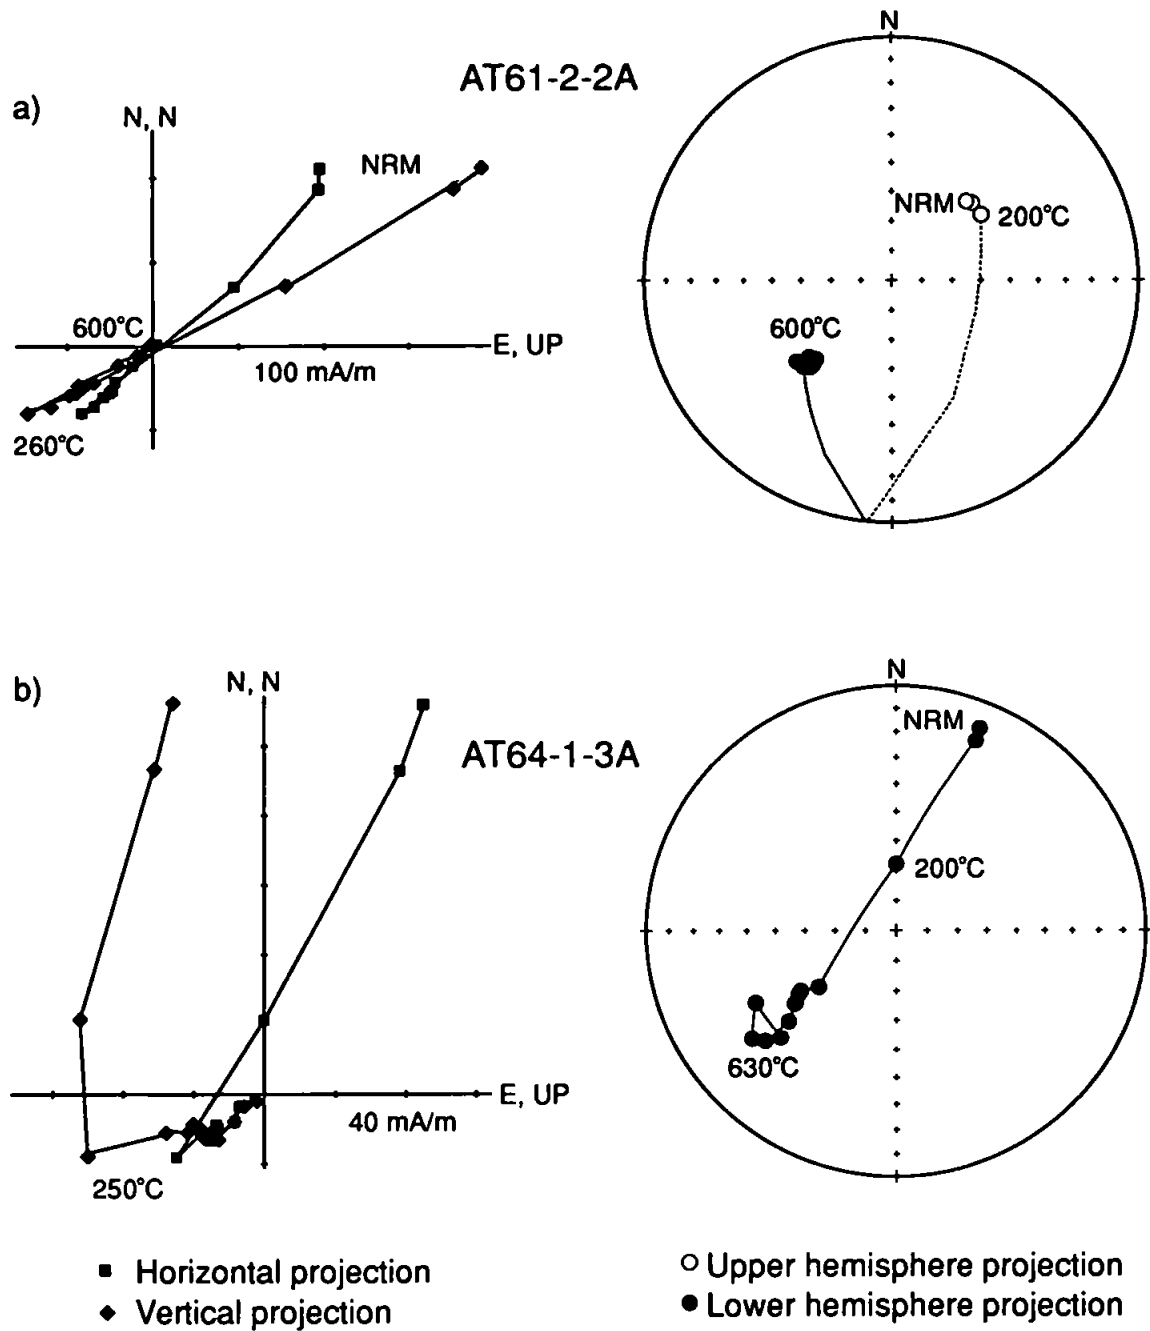 AT61-2-2A
a)
N, N
NRM
600°C
E, UP
100 mA/m
260°C
N
NRM
200°C
600°C
b)
N, N
AT64-1-3A
E, UP
40 mA/m
250°C
N
NRM
200°C
630°C
Horizontal projection
Vertical projection
Upper hemisphere projection
Lower hemisphere projection